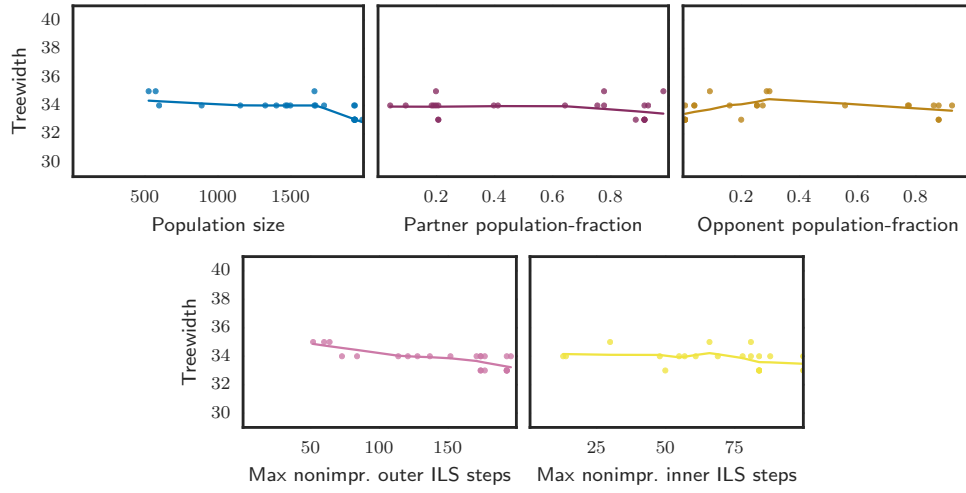 40
38
36
34
32
30
Treewidth
500 1000 1500
0.2 0.4 0.6 0.8
0.2 0.4 0.6 0.8
Population size
Partner population-fraction
Opponent population-fraction
40
38
36
34
32
30
Treewidth
50 100 150
25 50 75
Max nonimpr. outer ILS steps
Max nonimpr. inner ILS steps